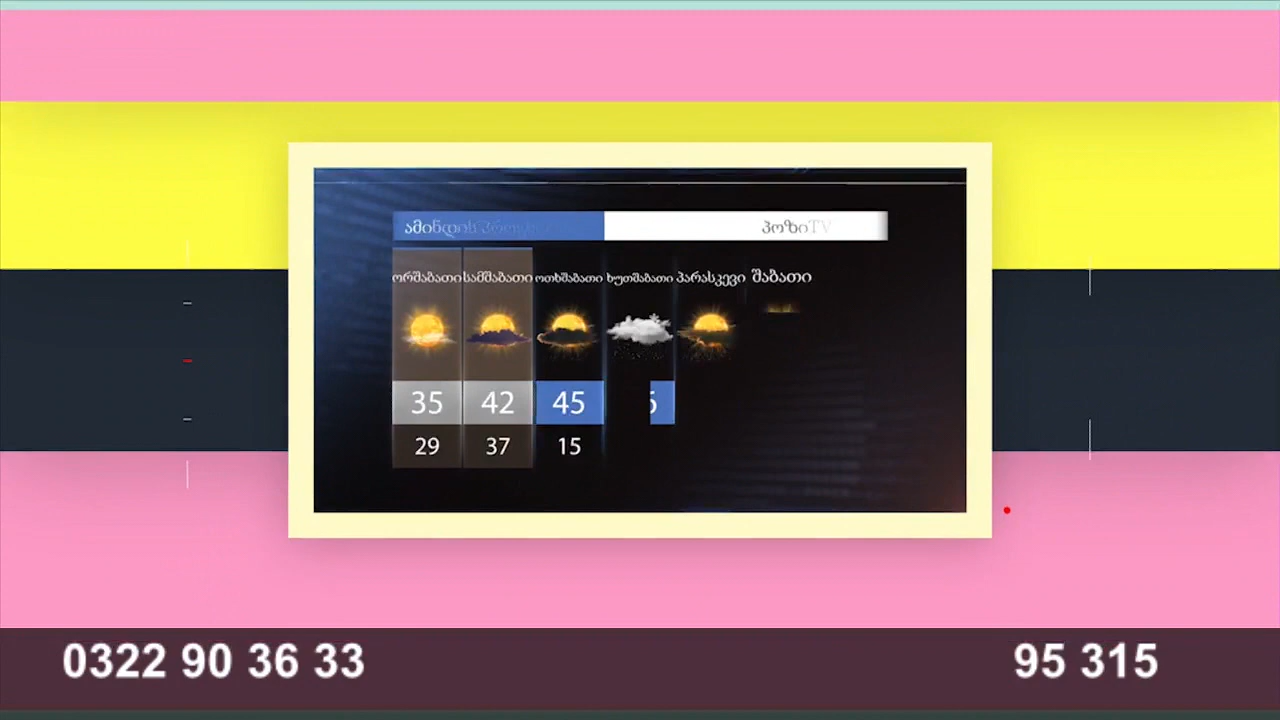 ამინდის პოზიTV
ორშაბათი სამშაბათი ოთხშაბათი ხუთშაბათი პარასკევი შაბათი
35 42 45
29 37 15
0322 90 36 33 95 315